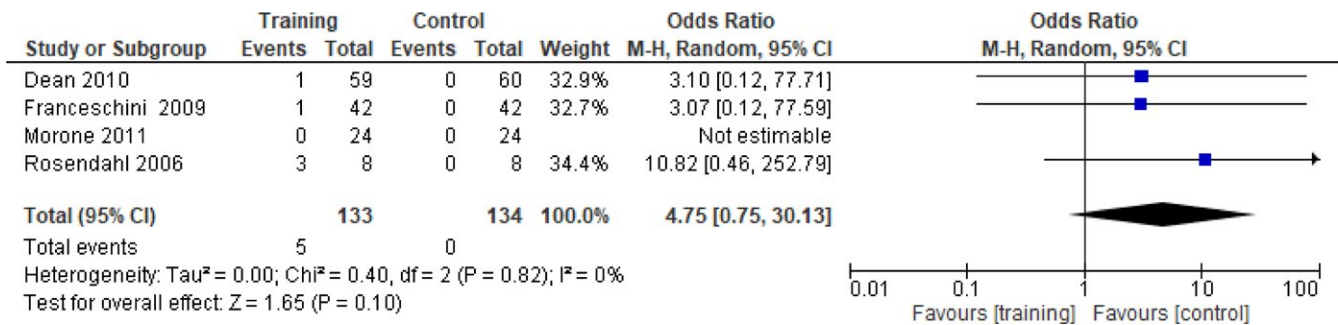 Training Control Odds Ratio Odds Ratio
Study or Subgroup Events Total Events Total Weight M-H, Random, 95% CI M-H, Random, 95% CI
Dean 2010 1 59 0 60 32.9% 3.10 [0.12, 77.71]
Franceschini 2009 1 42 0 42 32.7% 3.07 [0.12, 77.59]
Morone 2011 0 24 0 24 Not estimable
Rosendahl 2006 3 8 0 8 34.4% 10.82 [0.46, 252.79]
Total (95% CI) 133 134 100.0% 4.75 [0.75, 30.13]
Total events 5 0
Heterogeneity: Tau² = 0.00; Chi² = 0.40, df = 2 (P = 0.82); I² = 0%
Test for overall effect: Z = 1.65 (P = 0.10)
0.01 0.1 1 10 100
Favours [training] Favours [control]